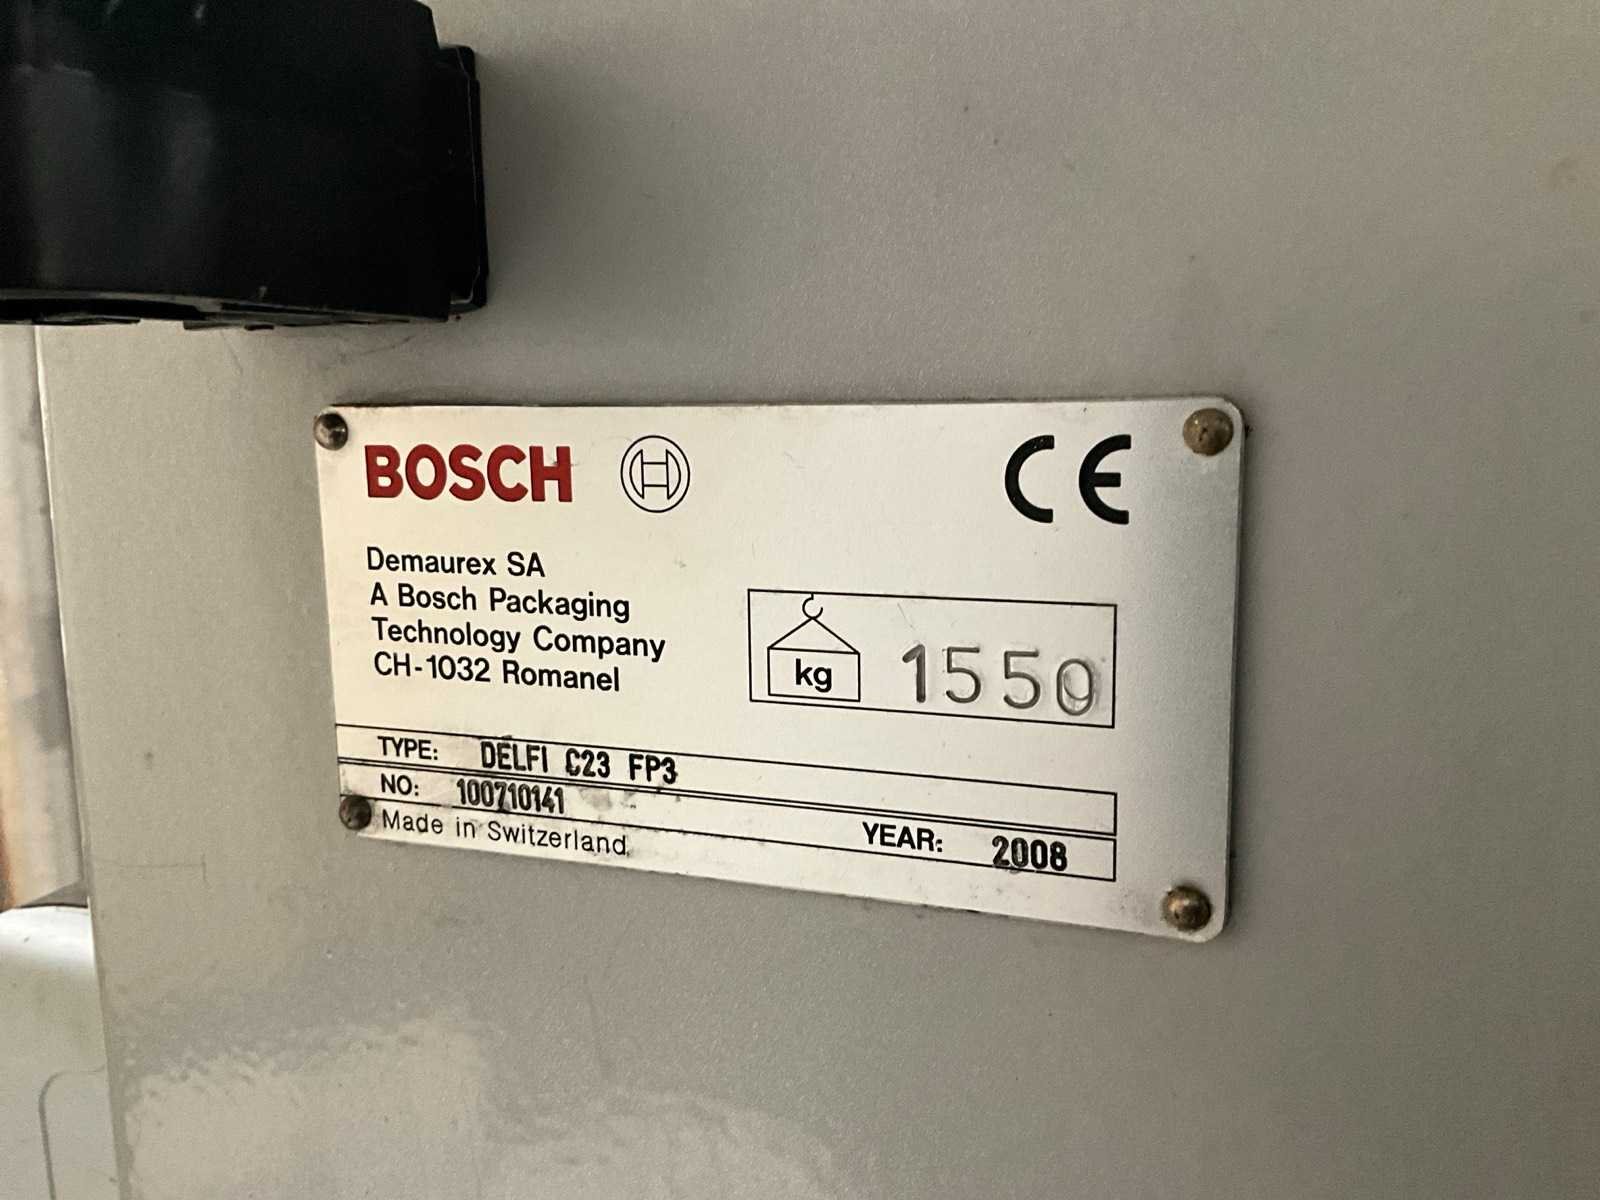 BOSCH
CE
Demaurex SA
A Bosch Packaging
Technology Company
CH-1032 Romanel
kg 1550
TYPE: DELFI C23 FP3
NO: 100710141
YEAR: 2008
Made in Switzerland